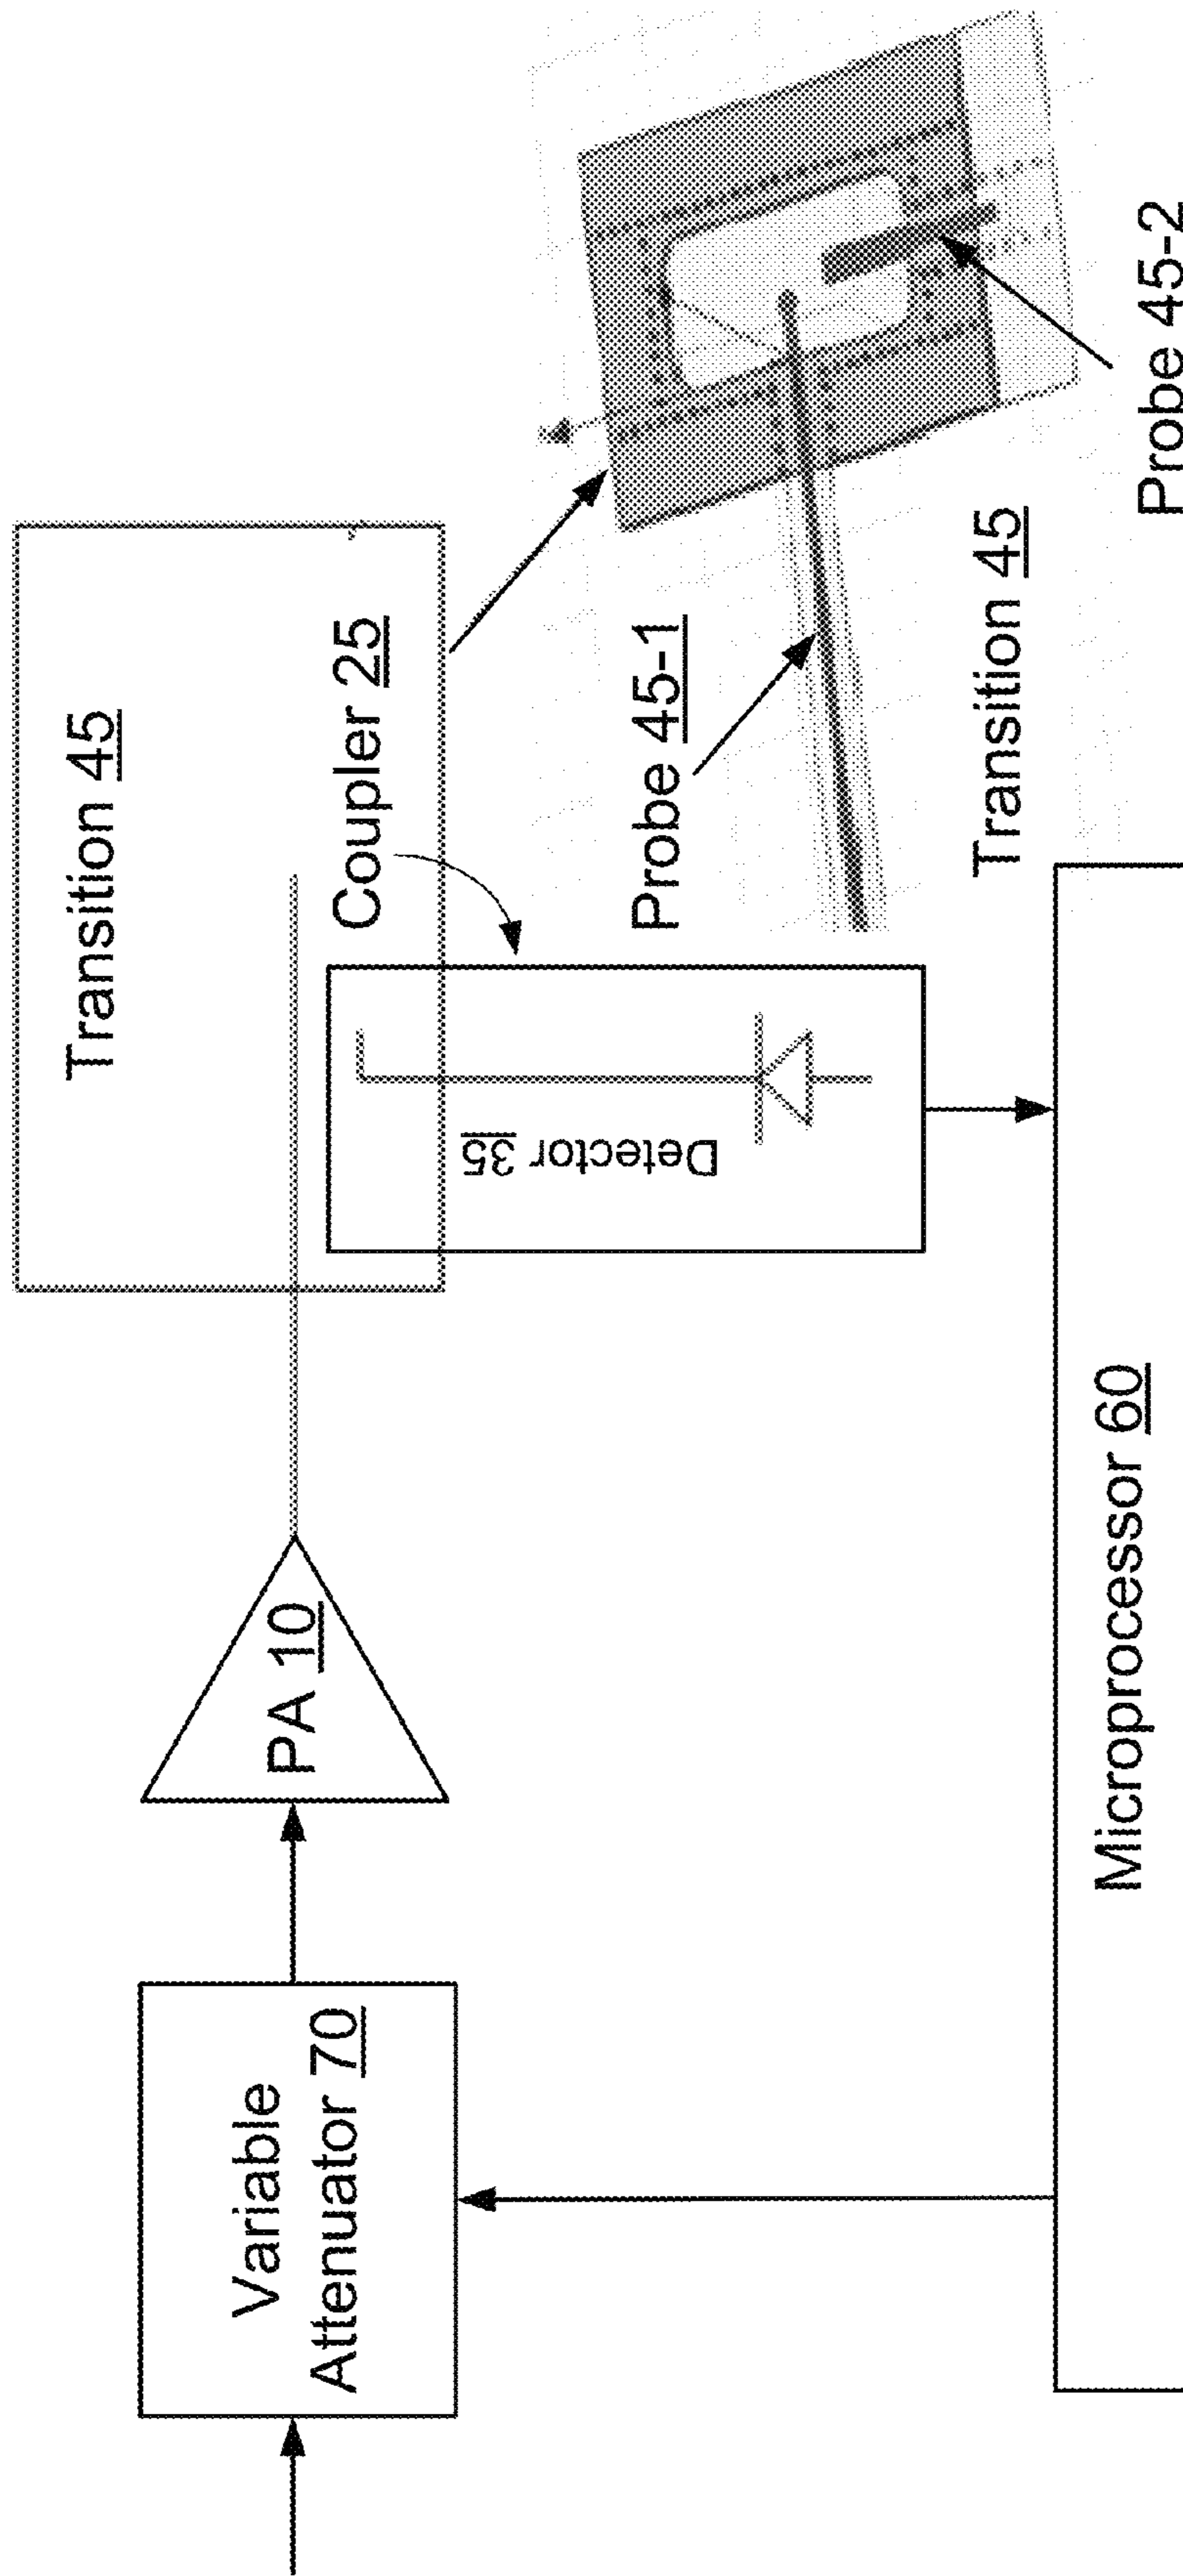 Variable
Attenuator 70
PA 10
Transition 45
Coupler 25
Detector 35
Probe 45-1
Transition 45
Probe 45-2
Microprocessor 60